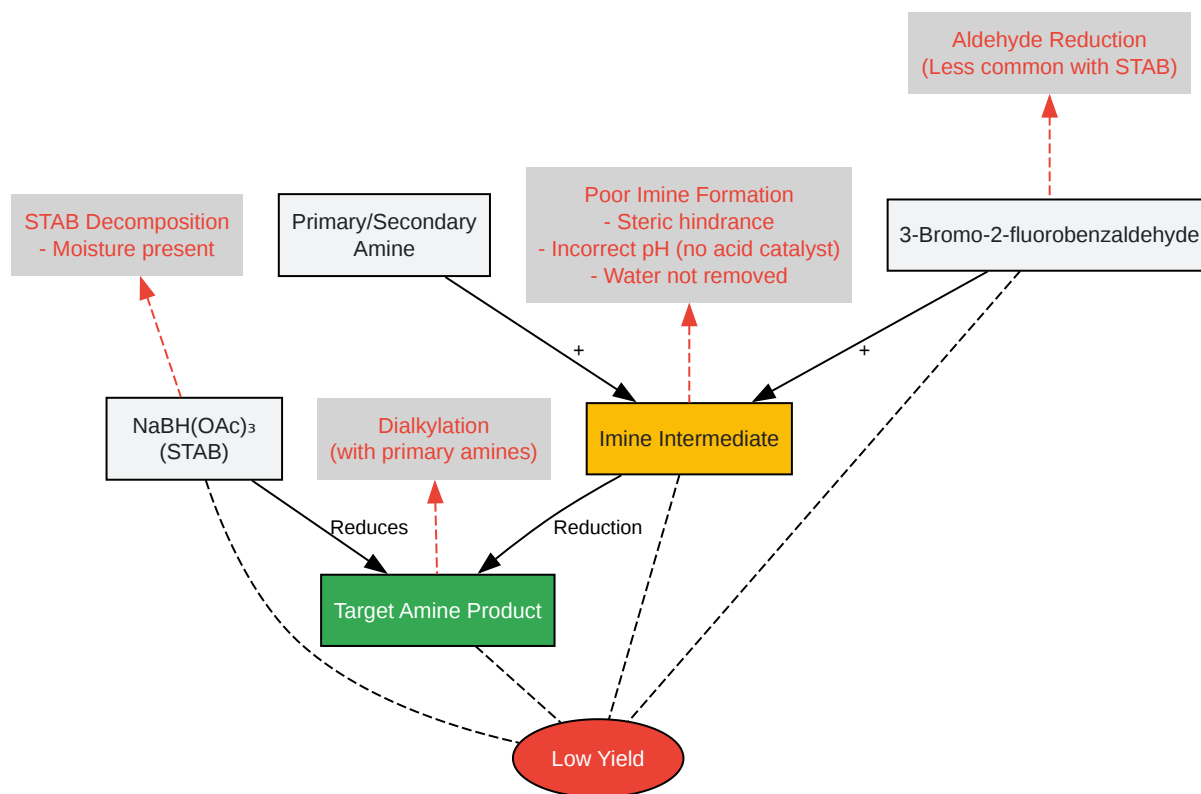 Aldehyde Reduction
(Less common with STAB)
STAB Decomposition
- Moisture present
Primary/Secondary
Amine
Poor Imine Formation
- Steric hindrance
- Incorrect pH (no acid catalyst)
- Water not removed
3-Bromo-2-fluorobenzaldehyde
+
+
NaBH(OAc)₃
(STAB)
Dialkylation
(with primary amines)
Imine Intermediate
Reduces
Reduction
Target Amine Product
Low Yield